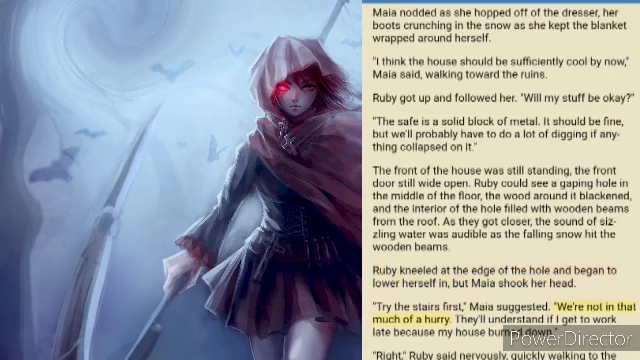 Maia nodded as she hopped off of the dresser, her
boots crunching in the snow as she kept the blanket
wrapped around herself.
"I think the house should be sufficiently cool by now,"
Maia said, walking toward the ruins.
Ruby got up and followed her. "Will my stuff be okay?"
"The safe is a solid block of metal. It should be fine,
but we'll probably have to do a lot of digging if any-
thing collapsed on it."
The front of the house was still standing, the front
door still wide open. Ruby could see a gaping hole in
the middle of the floor, the wood around it blackened,
and the interior of the hole filled with wooden beams
from the roof. As they got closer, the sound of siz-
zling water was audible as the falling snow hit the
wooden beams.
Ruby kneeled at the edge of the hole and began to
lower herself in, but Maia shook her head.
"Try the stairs first," Maia suggested. "We're not in that
much of a hurry. They'll understand if I get to work
late because my house burned down."
PowerDirector
"Right," Ruby said nervously, quickly walking to the